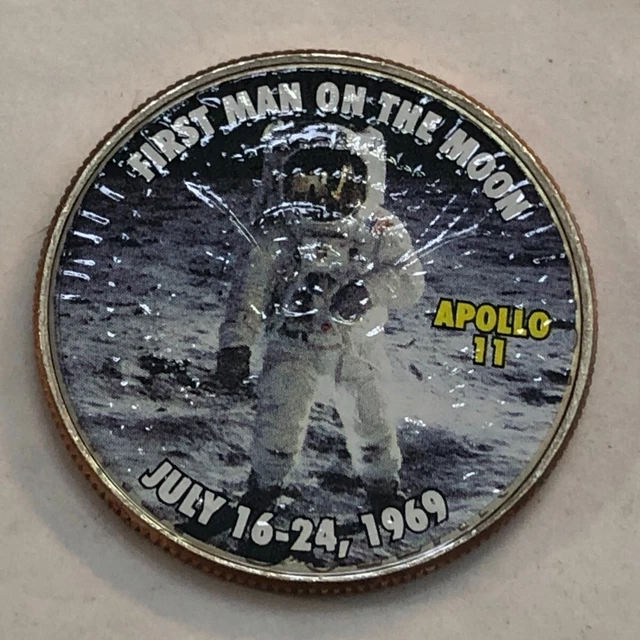 FIRST MAN ON THE MOON
APOLLO
11
JULY 16-24, 1969